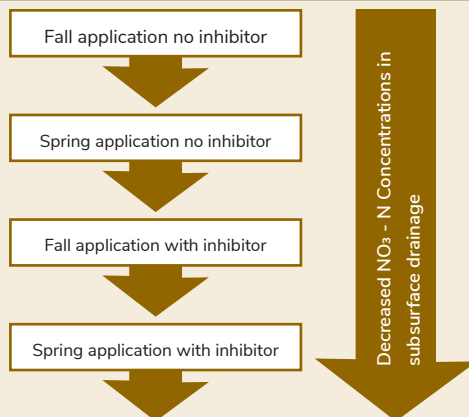 Fall application no inhibitor
Spring application no inhibitor
Fall application with inhibitor
Spring application with inhibitor
Decreased NO₃ - N Concentrations in
subsurface drainage